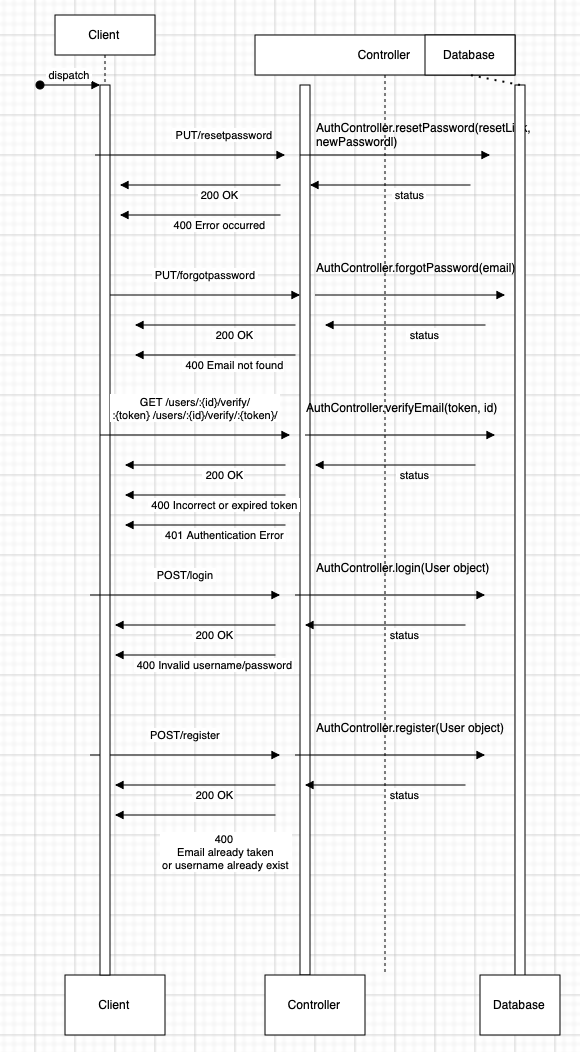 Client
Controller
Database
dispatch
PUT/resetpassword
AuthController.resetPassword(resetLink,
newPasswordl)
200 OK
status
400 Error occurred
PUT/forgotpassword
AuthController.forgotPassword(email)
200 OK
status
400 Email not found
GET /users/:{id}/verify/
:{token} /users/:{id}/verify/:{token}/
AuthController.verifyEmail(token, id)
200 OK
status
400 Incorrect or expired token
401 Authentication Error
POST/login
AuthController.login(User object)
200 OK
status
400 Invalid username/password
POST/register
AuthController.register(User object)
200 OK
status
400
Email already taken
or username already exist
Client
Controller
Database